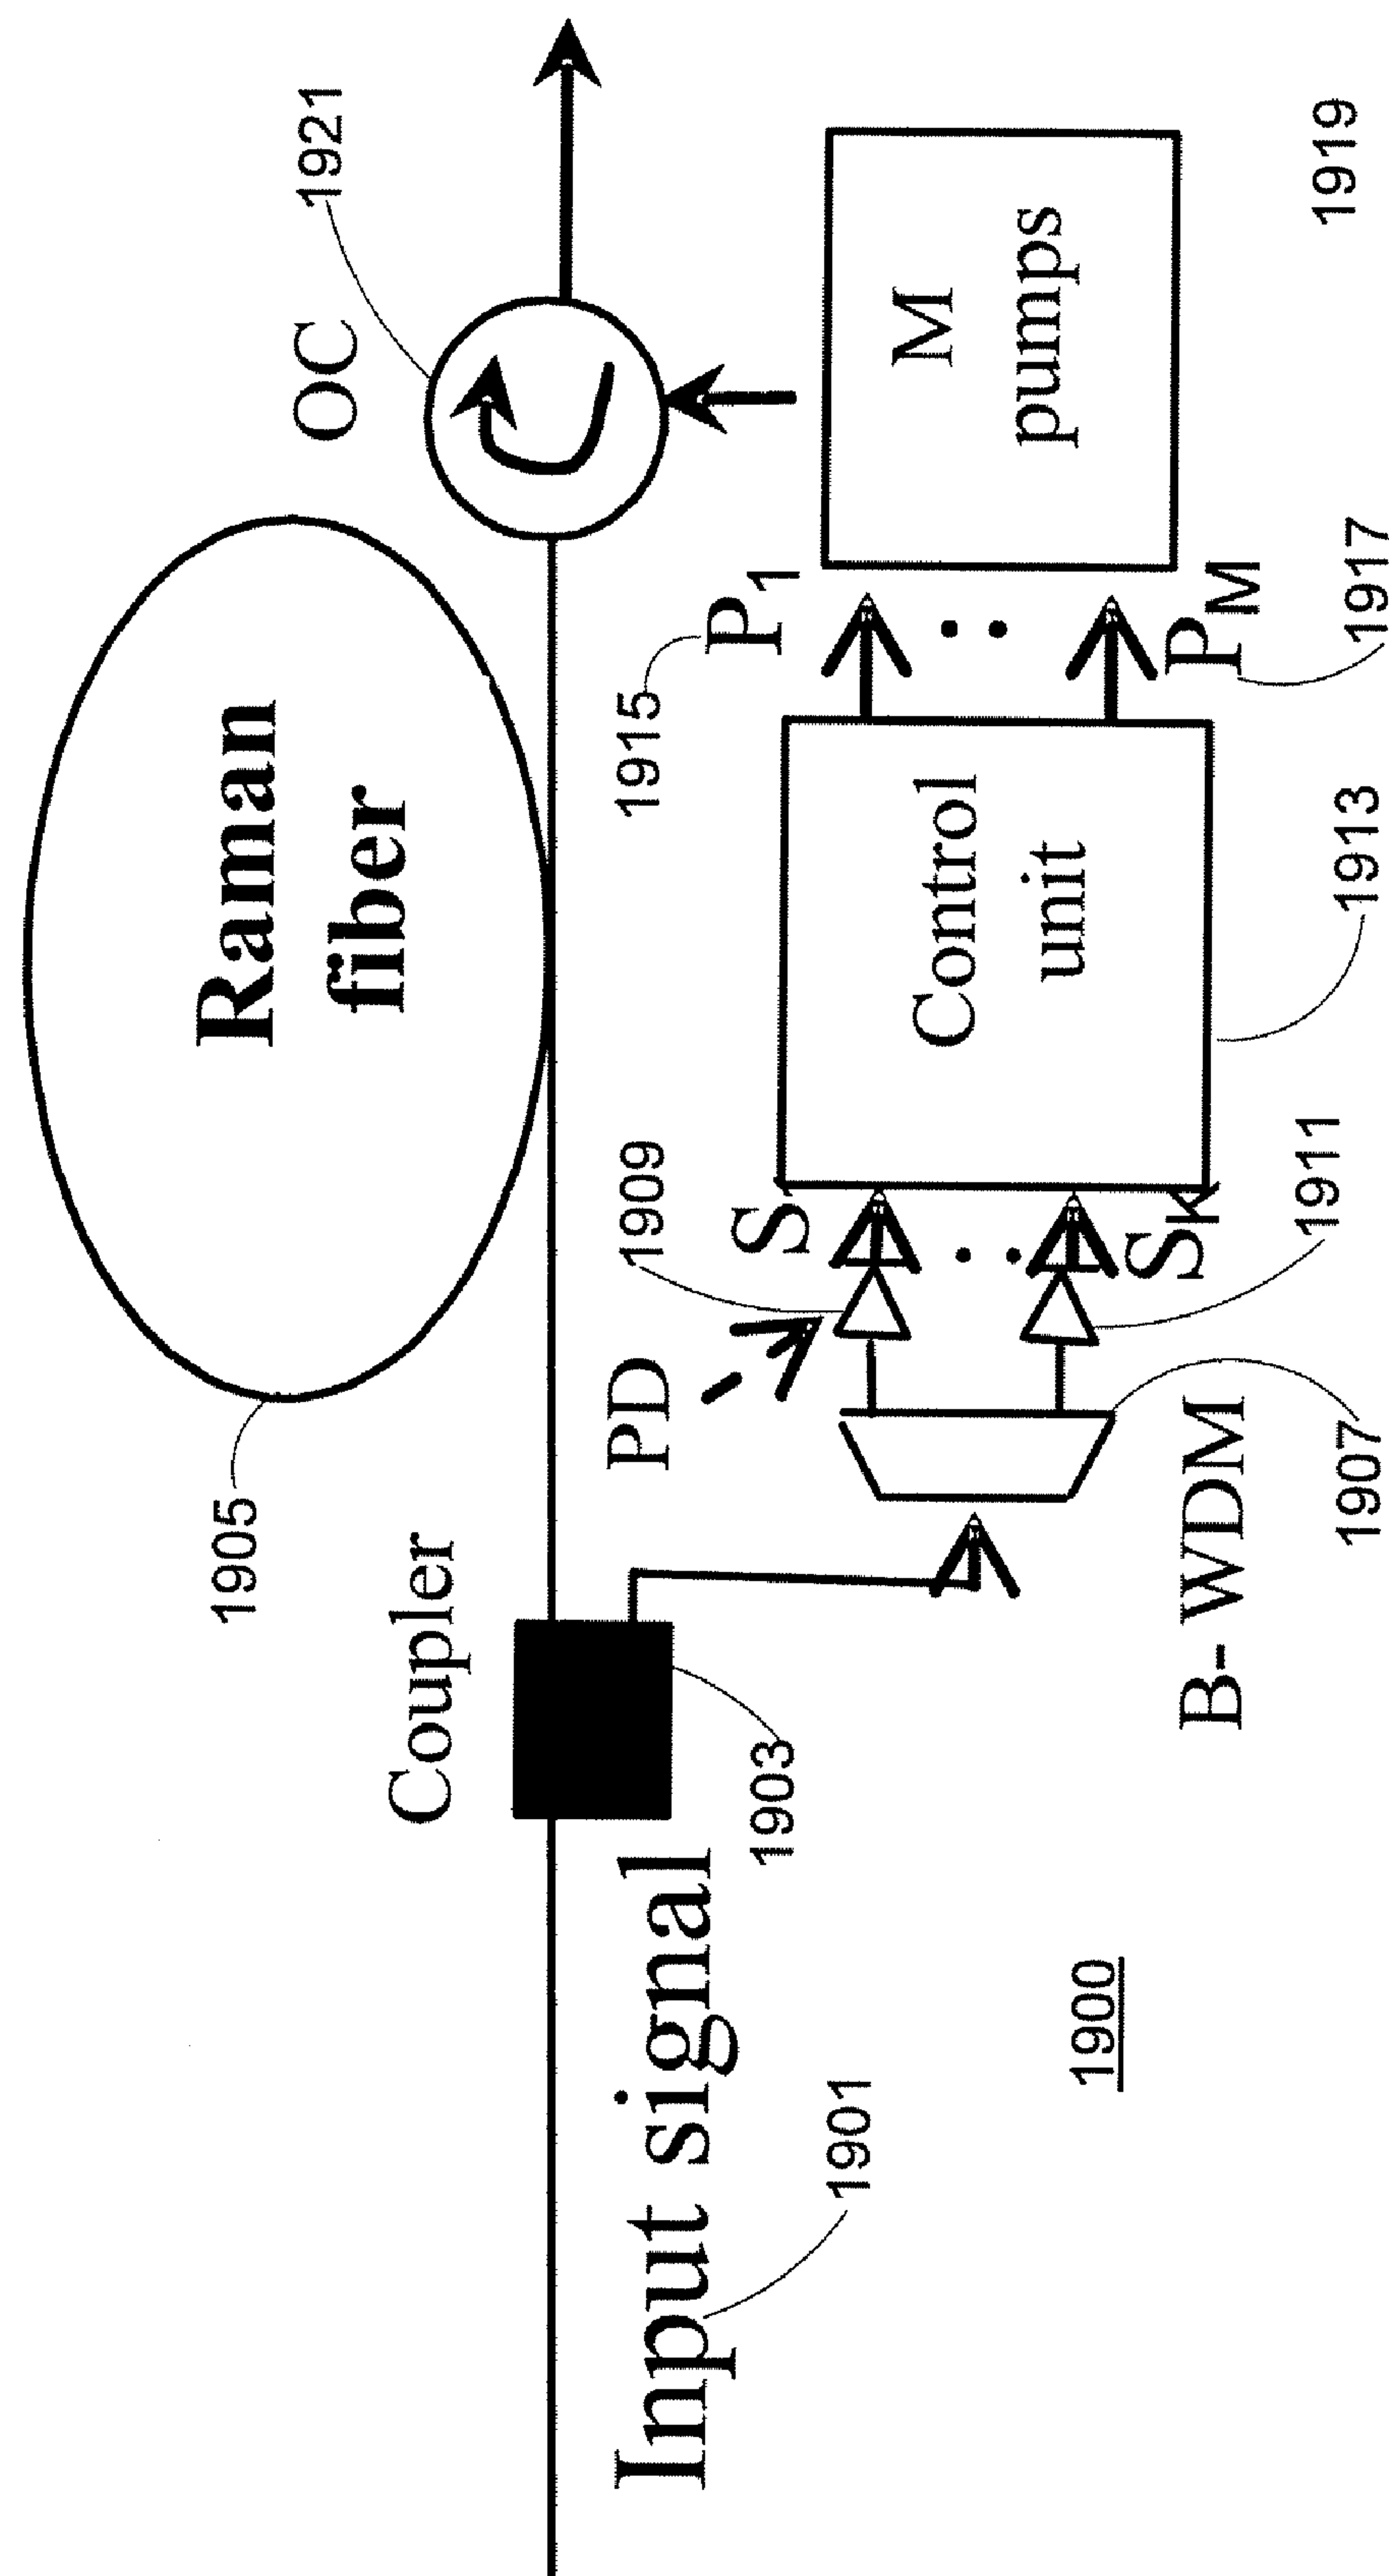 1905
Raman
fiber
OC
1921
Coupler
Input signal
1901
1903
PD
1909
1915
S
P1
Control
unit
M
pumps
SK
PM
B- WDM
1907
1911
1913
1917
1919
1900